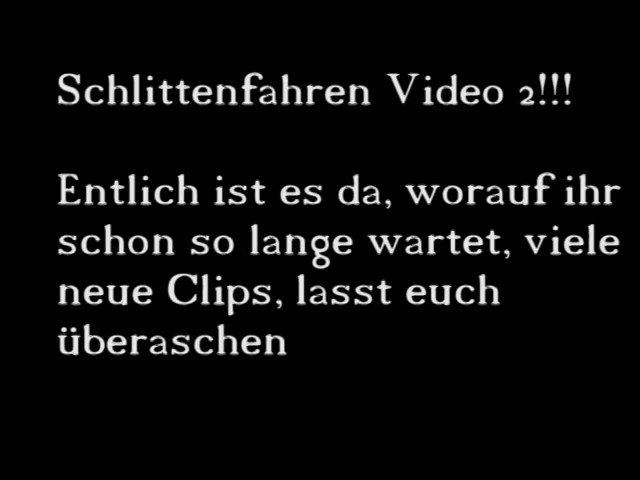 Schlittenfahren Video 2!!!
Entlich ist es da, worauf ihr
schon so lange wartet, viele
neue Clips, lasst euch
überaschen